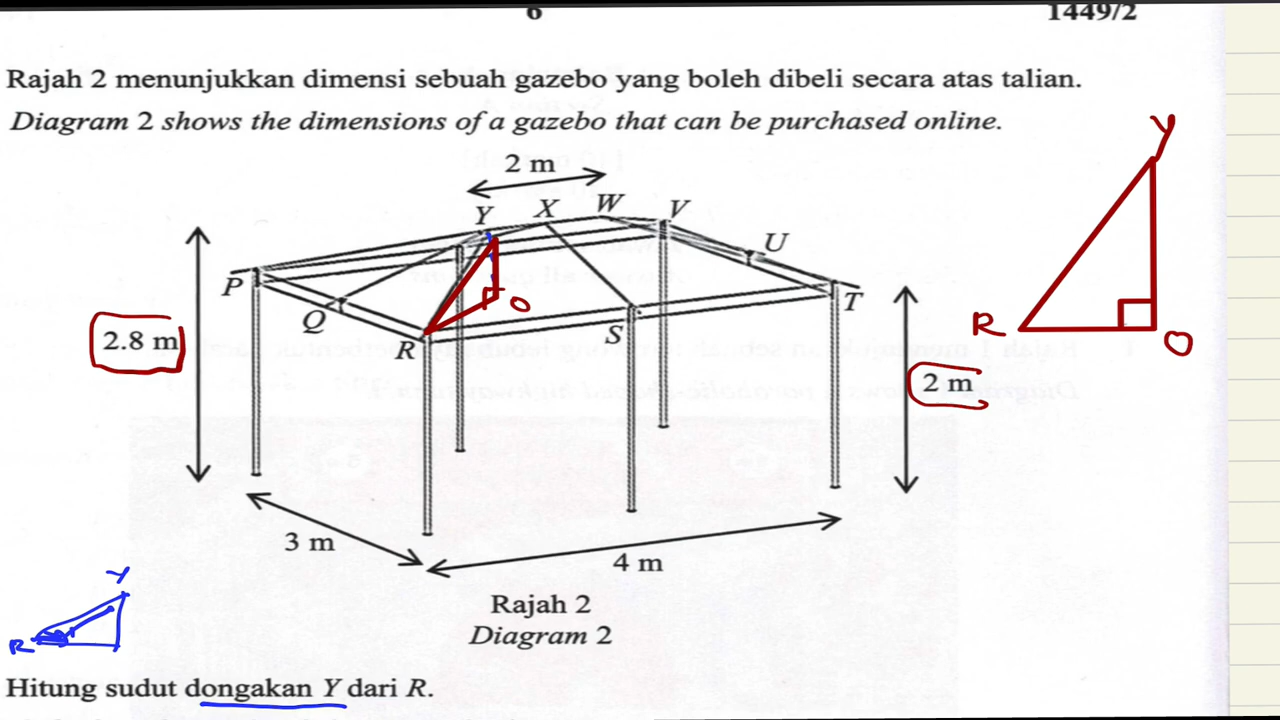 6 1449/2
Rajah 2 menunjukkan dimensi sebuah gazebo yang boleh dibeli secara atas talian.
Diagram 2 shows the dimensions of a gazebo that can be purchased online.
Y
2 m
Y X W V
U
P
O
T
Q
R
S
R
O
2.8 m
2 m
3 m
4 m
Rajah 2
Diagram 2
Y
R
Hitung sudut dongakan Y dari R.